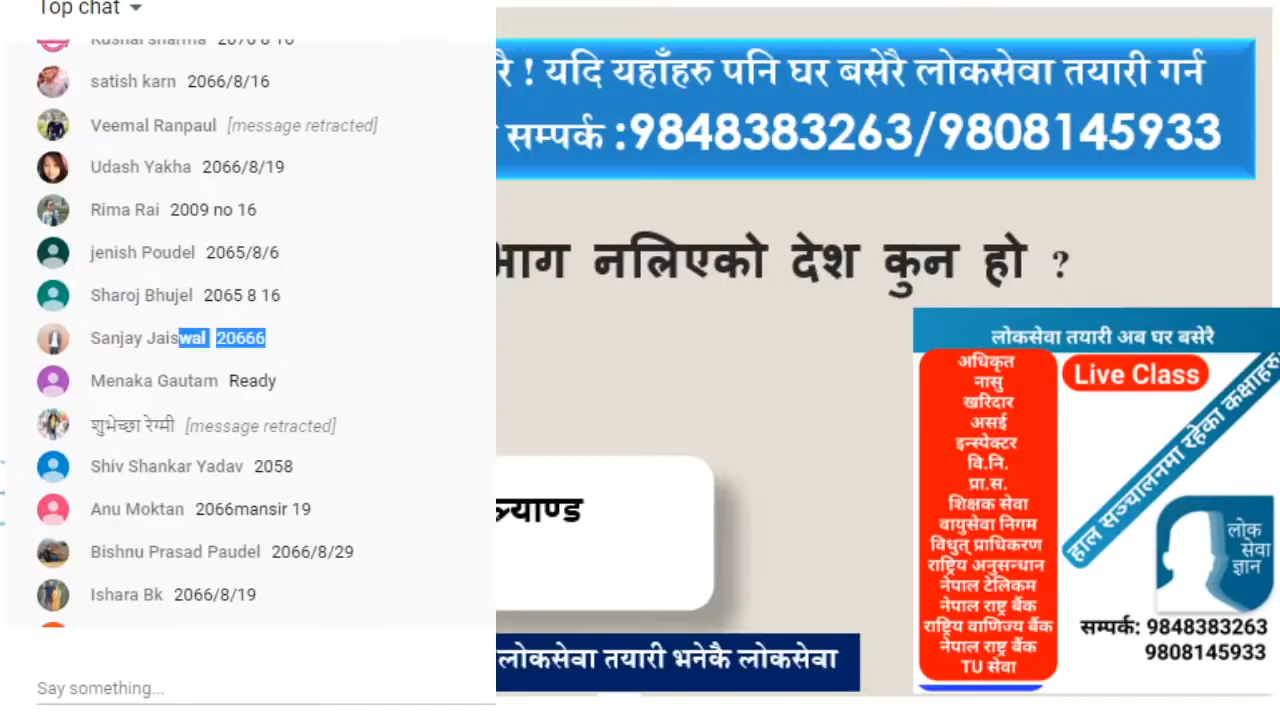 Top chat
Kushal sharma 2076 8 16
satish karn 2066/8/16
Veemal Ranpaul [message retracted]
Udash Yakha 2066/8/19
Rima Rai 2009 no 16
jenish Poudel 2065/8/6
Sharoj Bhujel 2065 8 16
Sanjay Jaiswal 20666
Menaka Gautam Ready
शुभेच्छा रेग्मी [message retracted]
Shiv Shankar Yadav 2058
Anu Moktan 2066mansir 19
Bishnu Prasad Paudel 2066/8/29
Ishara Bk 2066/8/19
Say something...
रै ! यदि यहाँहरु पनि घर बसेरै लोकसेवा तयारी गर्न
सम्पर्क :9848383263/9808145933
भाग नलिएको देश कुन हो ?
ल्याण्ड
लोकसेवा तयारी भनेकै लोकसेवा
लोकसेवा तयारी अब घर बसेरै
अधिकृत
नासु
खरिदार
असई
इन्स्पेक्टर
वि.नि.
प्रा.स.
शिक्षक सेवा
वायुसेवा निगम
विधुत् प्राधिकरण
राष्ट्रिय अनुसन्धान
नेपाल टेलिकम
नेपाल राष्ट्र बैंक
राष्ट्रिय वाणिज्य बैंक
नेपाल राष्ट्र बैंक
TU सेवा
Live Class
हाल सञ्चालनमा रहेका कक्षाहरु
लोक
सेवा
ज्ञान
सम्पर्क: 9848383263
9808145933